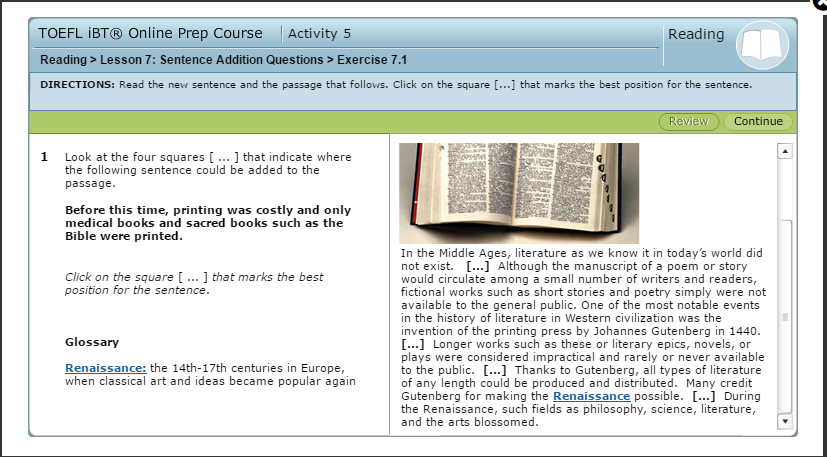 TOEFL iBT® Online Prep Course
Activity 5
Reading
Reading > Lesson 7: Sentence Addition Questions > Exercise 7.1
DIRECTIONS: Read the new sentence and the passage that follows. Click on the square [...] that marks the best position for the sentence.
Review
Continue
1 Look at the four squares [ ... ] that indicate where
the following sentence could be added to the
passage.
Before this time, printing was costly and only
medical books and sacred books such as the
Bible were printed.
Click on the square [ ... ] that marks the best
position for the sentence.
Glossary
Renaissance: the 14th-17th centuries in Europe,
when classical art and ideas became popular again
In the Middle Ages, literature as we know it in today's world did
not exist. [...] Although the manuscript of a poem or story
would circulate among a small number of writers and readers,
fictional works such as short stories and poetry simply were not
available to the general public. One of the most notable events
in the history of literature in Western civilization was the
invention of the printing press by Johannes Gutenberg in 1440.
[...] Longer works such as these or literary epics, novels, or
plays were considered impractical and rarely or never available
to the public. [...] Thanks to Gutenberg, all types of literature
of any length could be produced and distributed. Many credit
Gutenberg for making the Renaissance possible. [...] During
the Renaissance, such fields as philosophy, science, literature,
and the arts blossomed.